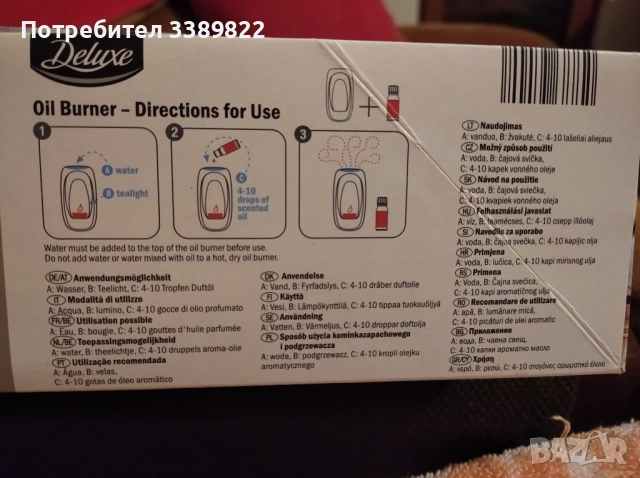 Потребител 3389822
Deluxe
Oil Burner – Directions for Use
1
A water
B tealight
2
C
4-10
drops of
scented
oil
3
Water must be added to the top of the oil burner before use.
Do not add water or water mixed with oil to a hot, dry oil burner.
DE/AT Anwendungsmöglichkeit
A: Wasser, B: Teelicht, C: 4-10 Tropfen Duftöl
IT Modalità di utilizzo
A: Acqua, B: lumino, C: 4-10 gocce di olio profumato
FR/BE Utilisation possible
A: Eau, B: bougie, C: 4-10 gouttes d'huile parfumée
NL/BE Toepassingsmogelijkheid
A: water, B: theelichtje, C: 4-10 druppels aroma-olie
PT Utilização recomendada
A: Água, B: velas,
C: 4-10 gotas de óleo aromático
DK Anvendelse
A: Vand, B: Fyrfadslys, C: 4-10 dråber duftolie
FI Käyttö
A: Vesi, B: Lämpökynttilä, C: 4-10 tippaa tuoksuöljyä
SE Användning
A: Vatten, B: Värmeljus, C: 4-10 droppar doftolja
PL Sposób użycia kominkazapachowego
i podgrzewacza
A: woda, B: podgrzewacz, C: 4-10 kropli olejku
aromatycznego
LT Naudojimas
A: vanduo, B: žvakutė, C: 4-10 lašeliai aliejaus
CZ Možný způsob použití
A: voda, B: čajová svíčka,
C: 4-10 kapek vonného oleje
SK Návod na použitie
A: voda, B: čajová sviečka,
C: 4-10 kvapiek vonného oleje
HU Felhasználási javaslat
A: víz, B: teamécses, C: 4-10 csepp illóolaj
SI Navodilo za uporabo
A: voda, B: čajna svečka, C: 4-10 kapljic olja
HR Primjena
A: voda, B: lučica, C: 4-10 kapi mirisnog ulja
RS Primena
A: Voda, B: Čajna svečica,
C: 4-10 kapi aromatičnog ulja
RO Recomandare de utilizare
A: apă, B: lumânare mică,
C: 4-10 picături de ulei aromatic
BG Приложение
A: вода, B: чаена свещ,
C: 4-10 капки ароматно масло
GR/CY Χρήση
A: νερό, B: ρεσώ, C: 4-10 σταγόνες αρωματικό έλαιο
BAZAR